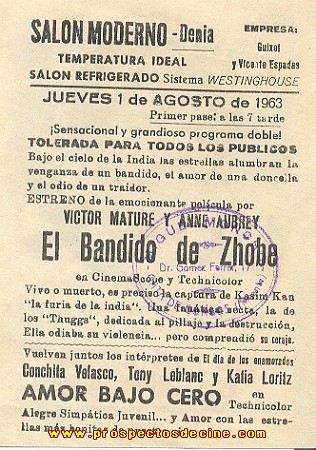 SALON MODERNO - Denia
EMPRESA:
Guixot
y Vicente Espadas
TEMPERATURA IDEAL
SALON REFRIGERADO Sistema WESTINGHOUSE
JUEVES 1 de AGOSTO de 1963
Primer pase: a las 7 tarde
¡Sensacional y grandioso programa doble!
TOLERADA PARA TODOS LOS PUBLICOS
Bajo el cielo de la India las estrellas alumbran la
venganza de un bandido, el amor de una doncella
y el odio de un traidor.
ESTRENO de la emocionante película por
VICTOR MATURE Y ANNE AUBREY
El Bandido de Zhobe
en CinemaScope y Technicolor
Vivo o muerto, es preciso la captura de Kasim Kan
"la furia de la india". Una fanática secta, la de
los "Thuggs", dedicada al pillaje y la destrucción,
Ella odiaba su violencia... pero comprendió su coraje.
Dr. Gomez Ferrer, 17
Vuelven juntos los intérpretes de El día de los enamorados
Conchita Velasco, Tony Leblanc y Katia Loritz
AMOR BAJO CERO en
Technicolor
Alegre Simpática Juvenil... y Amor con las estre-
llas más bonitas de
www.prospectosdecine.com